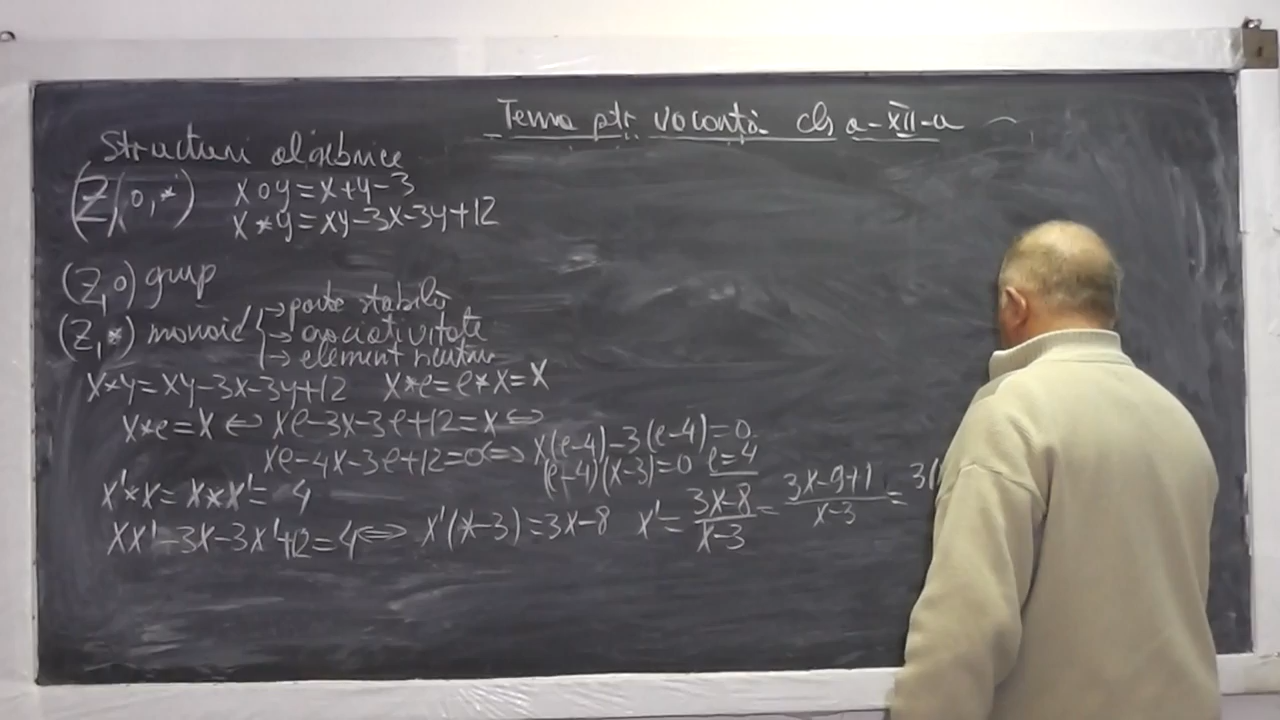 Tema ptr vacanță cls a-XII-a
Structuri algebrice
(Z, o, *) x o y = x+y-3
x * y = xy-3x-3y+12
(Z, o) grup
(Z, *) monoid { → parte stabilă
→ asociativitate
→ element neutru
x*y = xy-3x-3y+12 x*e = e*x = x
x*e = x ⇔ xe-3x-3e+12 = x ⇔
xe-4x-3e+12 = 0 ⇔ x(e-4)-3(e-4) = 0
(e-4)(x-3) = 0 e = 4
x'*x = x*x' = 4
xx'-3x-3x'+12 = 4 ⇔ x'(x-3) = 3x-8 x' = (3x-8)/(x-3) = (3x-9+1)/(x-3) = 3(